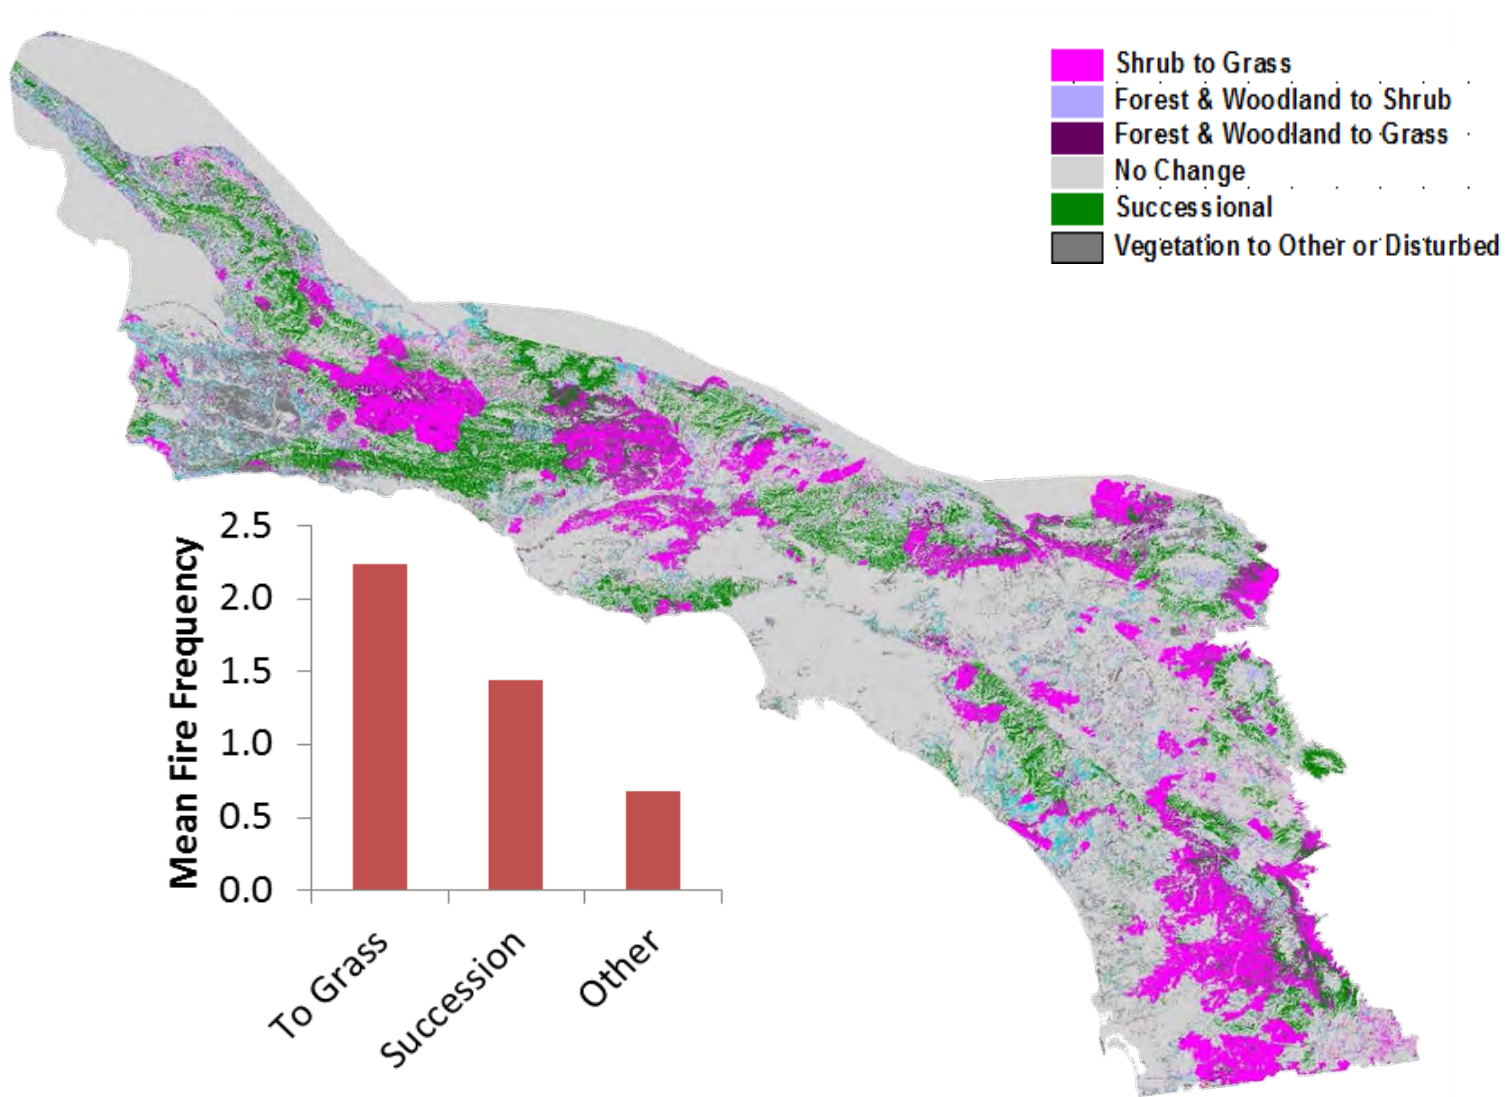 Shrub to Grass
Forest & Woodland to Shrub
Forest & Woodland to Grass
No Change
Successional
Vegetation to Other or Disturbed
Mean Fire Frequency
2.5
2.0
1.5
1.0
0.5
0.0
To Grass
Succession
Other